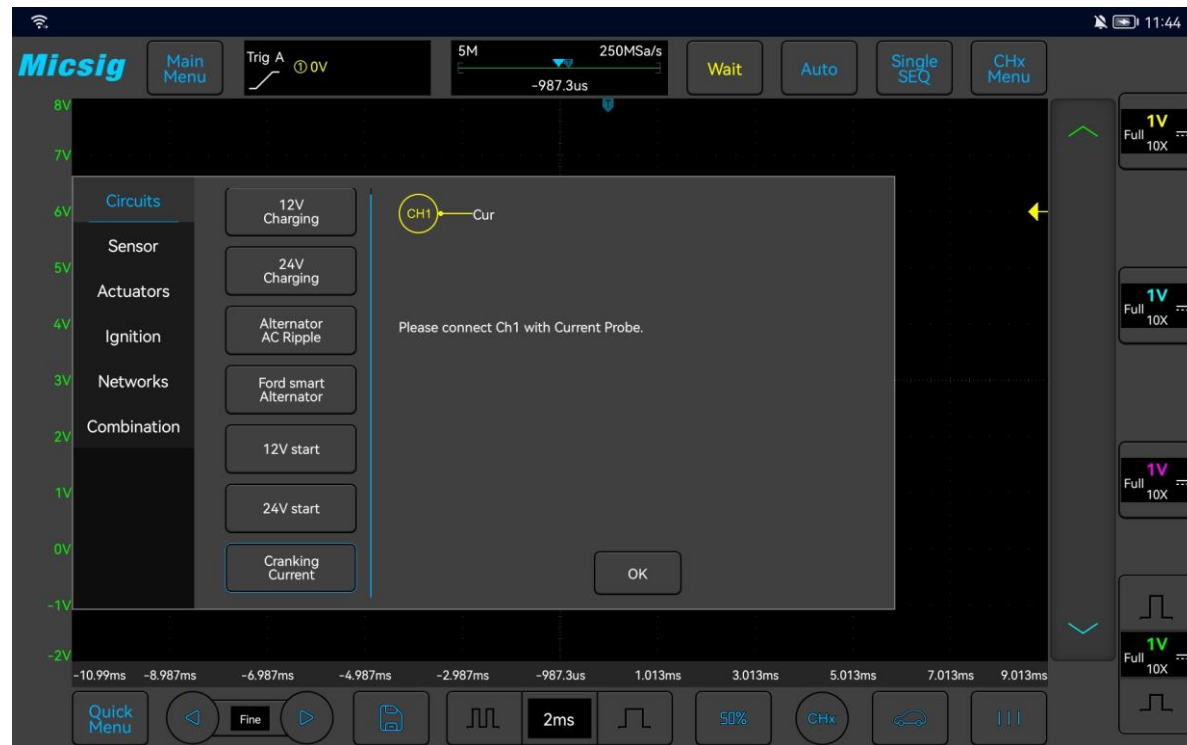 11:44
Micsig
Main
Menu
Trig A
① 0V
5M
250MSa/s
-987.3us
Wait
Auto
Single
SEQ
CHx
Menu
T
8V
7V
6V
5V
4V
3V
2V
1V
0V
-1V
-2V
Circuits
Sensor
Actuators
Ignition
Networks
Combination
12V
Charging
24V
Charging
Alternator
AC Ripple
Ford smart
Alternator
12V start
24V start
Cranking
Current
CH1
Cur
Please connect Ch1 with Current Probe.
OK
1V
Full
10X
1V
Full
10X
1V
Full
10X
1V
Full
10X
-10.99ms -8.987ms -6.987ms -4.987ms -2.987ms -987.3us 1.013ms 3.013ms 5.013ms 7.013ms 9.013ms
Quick
Menu
Fine
2ms
50%
CHx